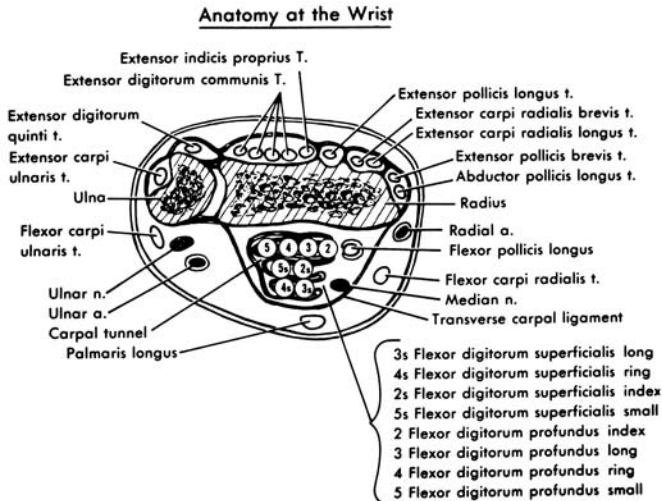 Anatomy at the Wrist
Extensor indicis proprius T.
Extensor digitorum communis T.
Extensor digitorum
quinti t.
Extensor carpi
ulnaris t.
Ulna
Flexor carpi
ulnaris t.
Ulnar n.
Ulnar a.
Carpal tunnel
Palmaris longus
Extensor pollicis longus t.
Extensor carpi radialis brevis t.
Extensor carpi radialis longus t.
Extensor pollicis brevis t.
Abductor pollicis longus t.
Radius
Radial a.
Flexor pollicis longus
Flexor carpi radialis t.
Median n.
Transverse carpal ligament
5 4 3 2
5s 2s
4s 3s
3s Flexor digitorum superficialis long
4s Flexor digitorum superficialis ring
2s Flexor digitorum superficialis index
5s Flexor digitorum superficialis small
2 Flexor digitorum profundus index
3 Flexor digitorum profundus long
4 Flexor digitorum profundus ring
5 Flexor digitorum profundus small